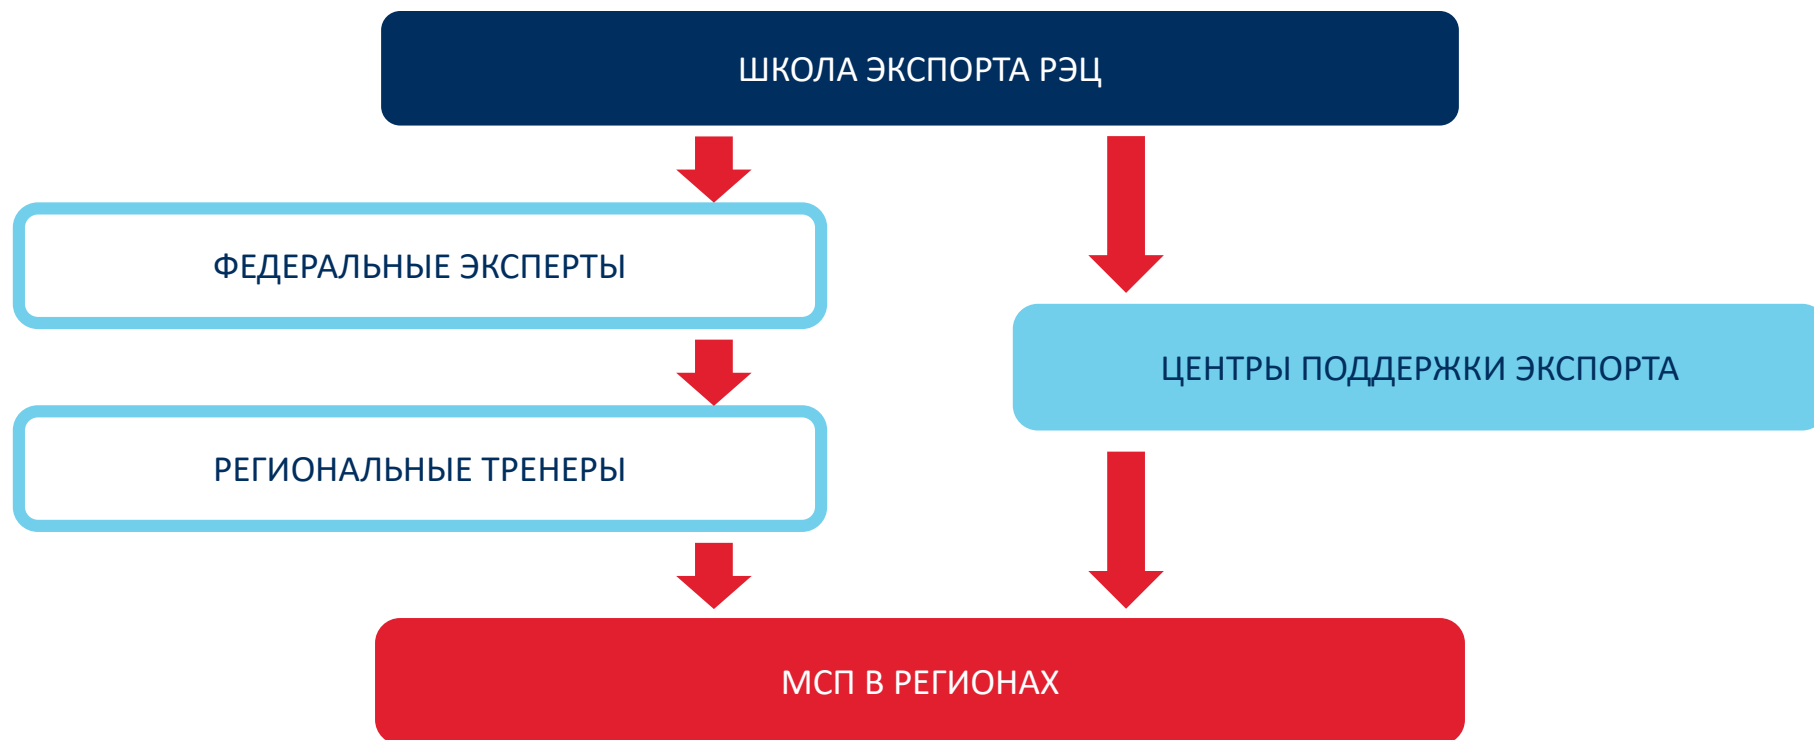 ШКОЛА ЭКСПОРТА РЭЦ
ФЕДЕРАЛЬНЫЕ ЭКСПЕРТЫ
ЦЕНТРЫ ПОДДЕРЖКИ ЭКСПОРТА
РЕГИОНАЛЬНЫЕ ТРЕНЕРЫ
МСП В РЕГИОНАХ